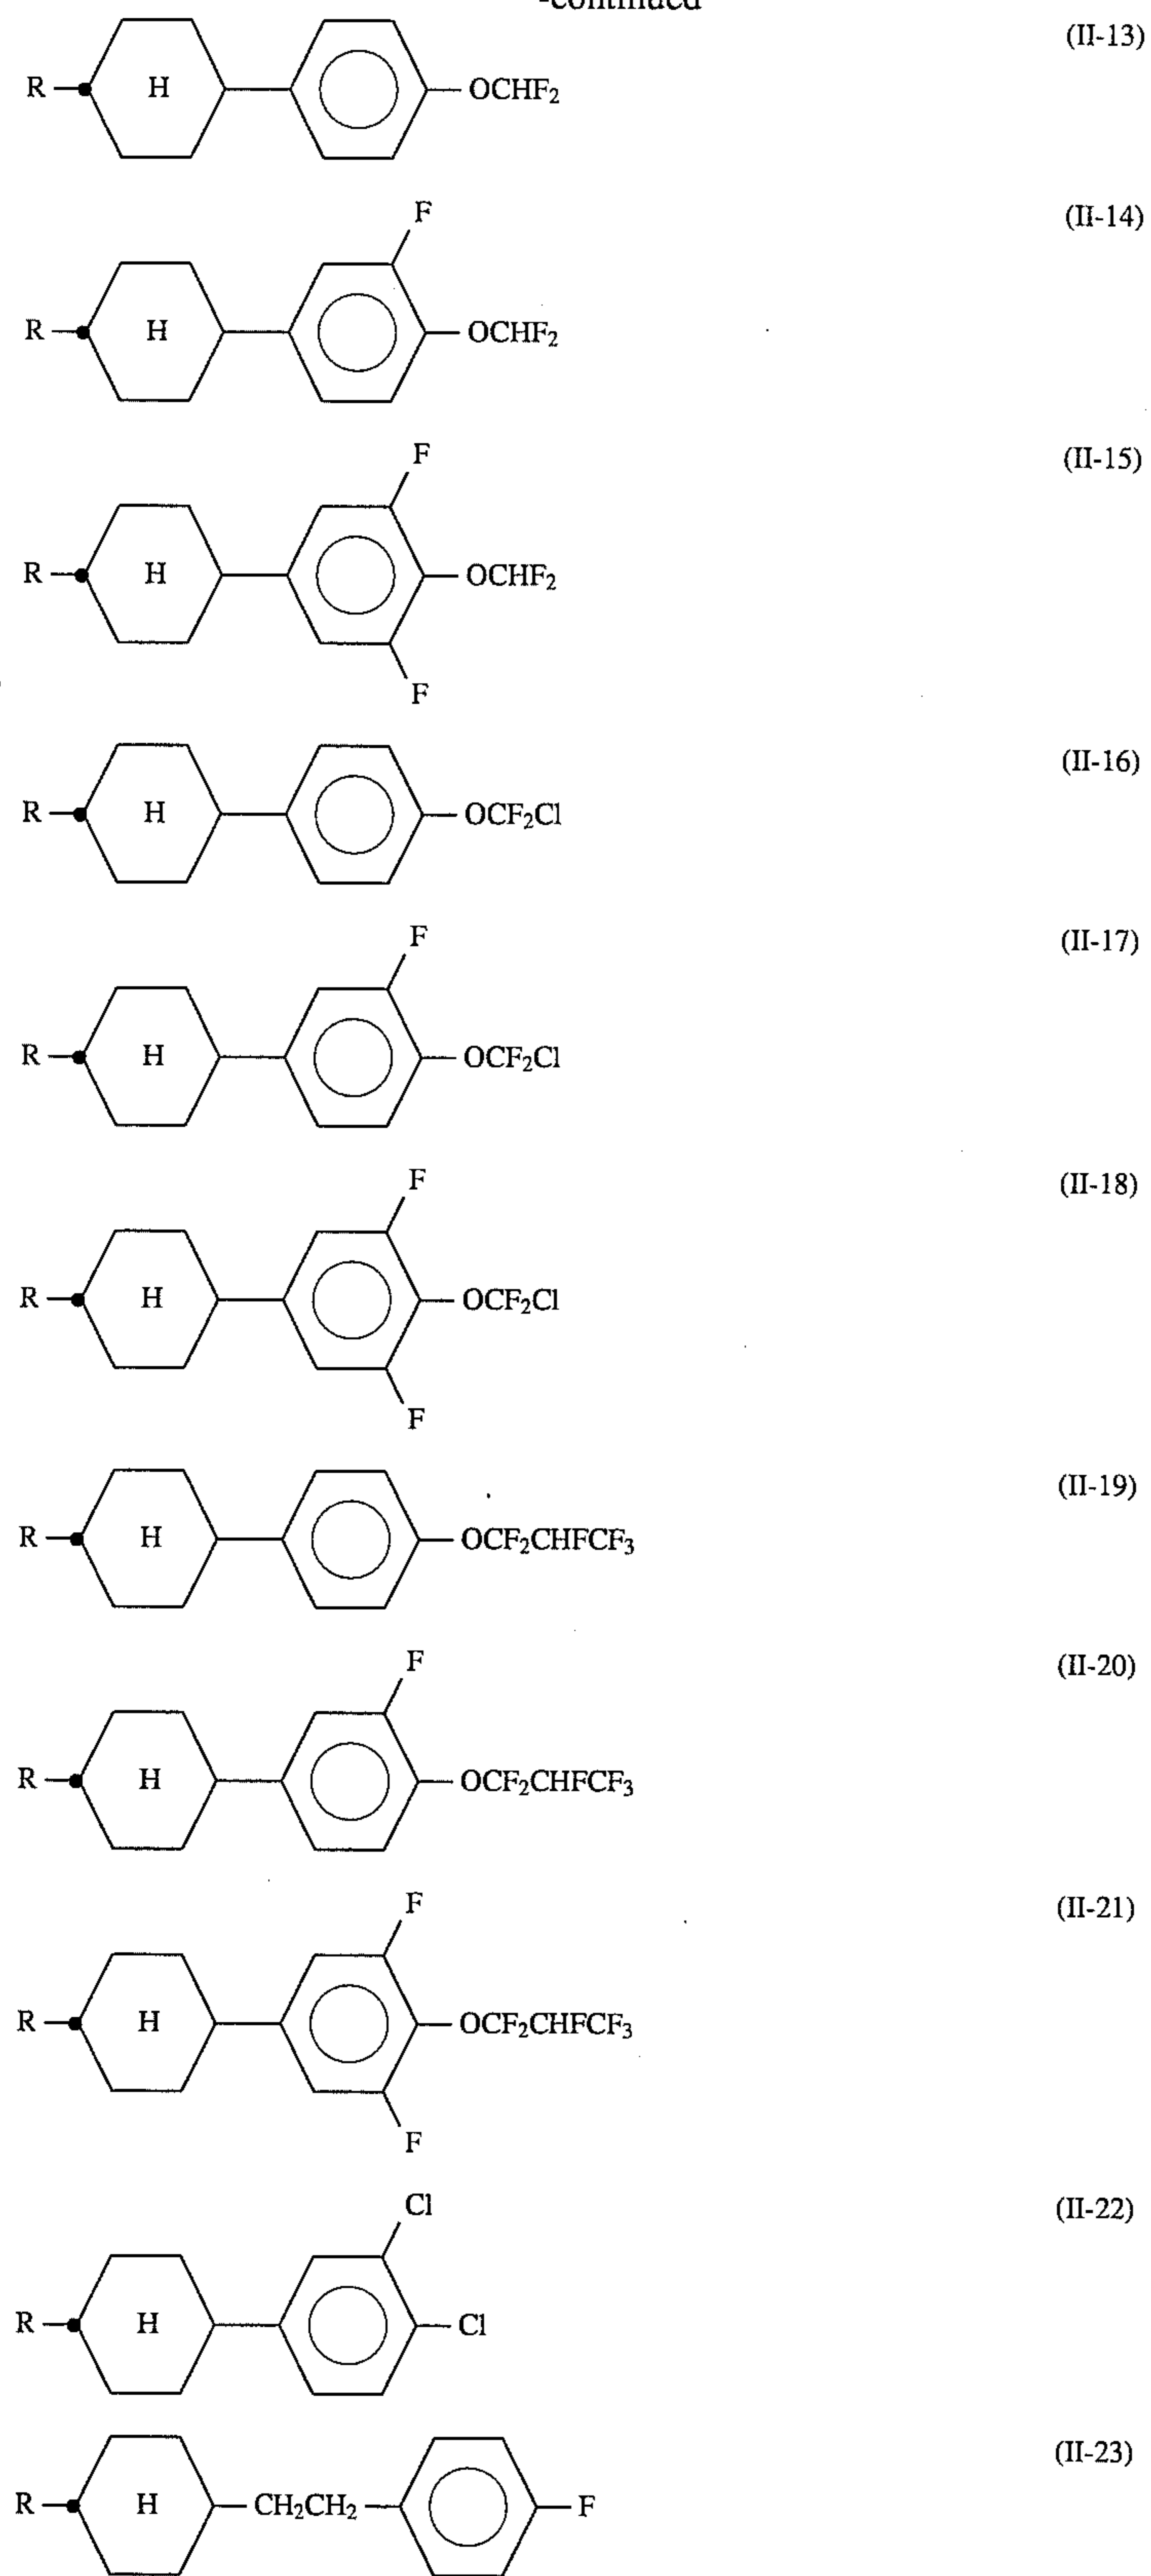 -continued
(II-13)
R H OCHF₂
(II-14)
F
R H OCHF₂
(II-15)
F
R H OCHF₂
F
(II-16)
R H OCF₂Cl
(II-17)
F
R H OCF₂Cl
(II-18)
F
R H OCF₂Cl
F
(II-19)
R H OCF₂CHFCF₃
(II-20)
F
R H OCF₂CHFCF₃
(II-21)
F
R H OCF₂CHFCF₃
F
(II-22)
Cl
R H Cl
(II-23)
R H CH₂CH₂ F